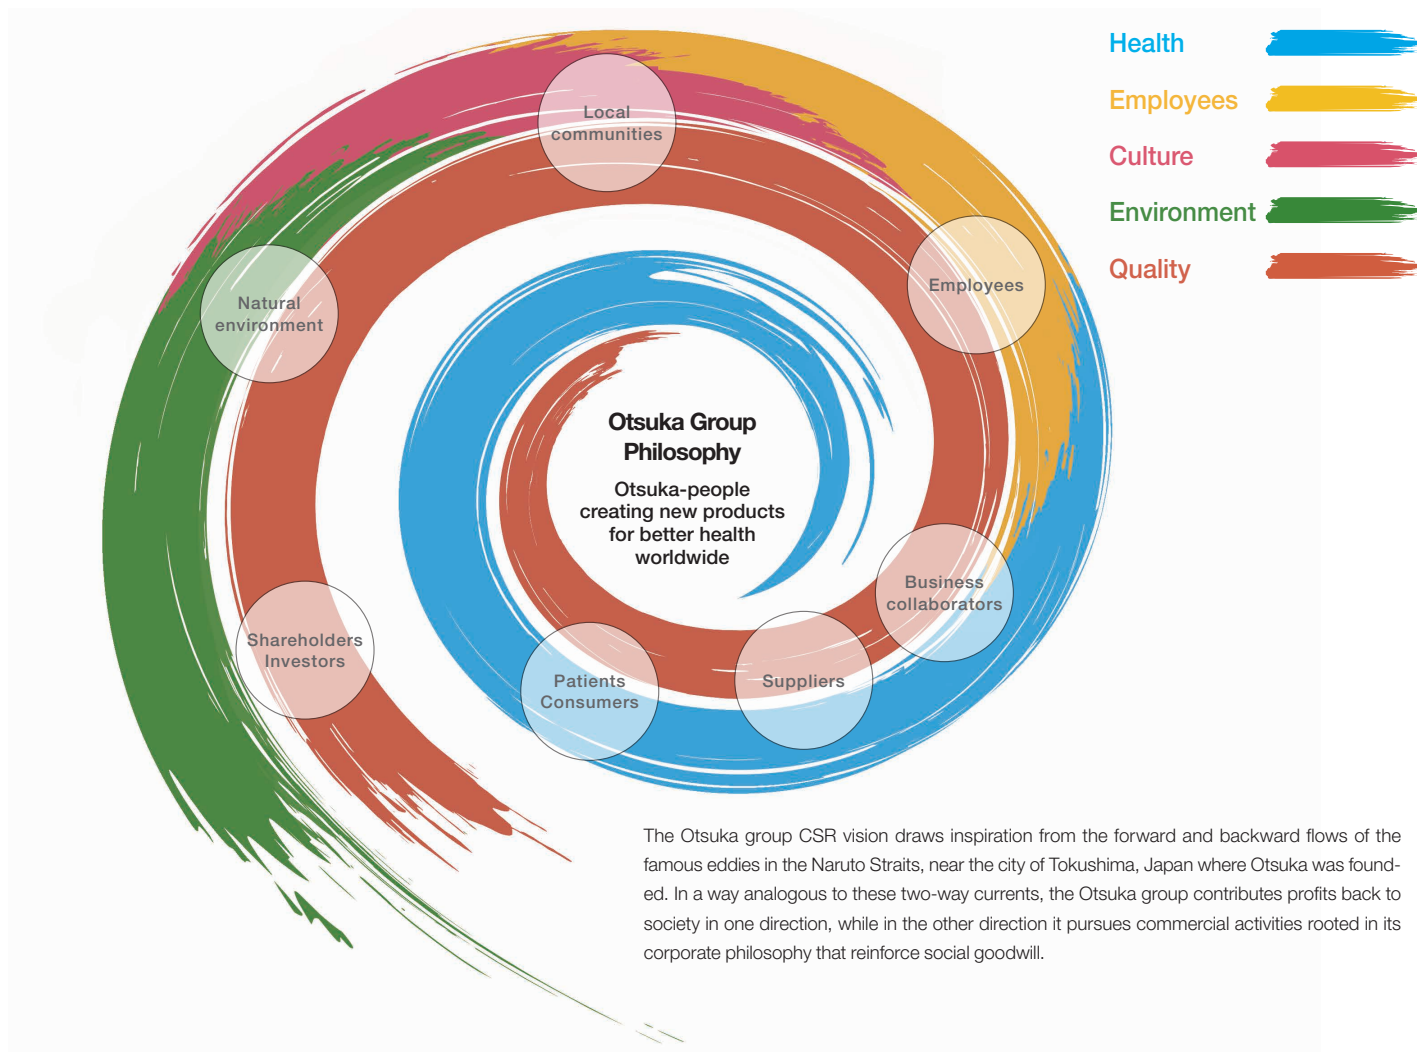 Health
Employees
Culture
Environment
Quality
Local
communities
Employees
Natural
environment
Otsuka Group
Philosophy
Otsuka-people
creating new products
for better health
worldwide
Business
collaborators
Shareholders
Investors
Patients
Consumers
Suppliers
The Otsuka group CSR vision draws inspiration from the forward and backward flows of the
famous eddies in the Naruto Straits, near the city of Tokushima, Japan where Otsuka was found-
ed. In a way analogous to these two-way currents, the Otsuka group contributes profits back to
society in one direction, while in the other direction it pursues commercial activities rooted in its
corporate philosophy that reinforce social goodwill.